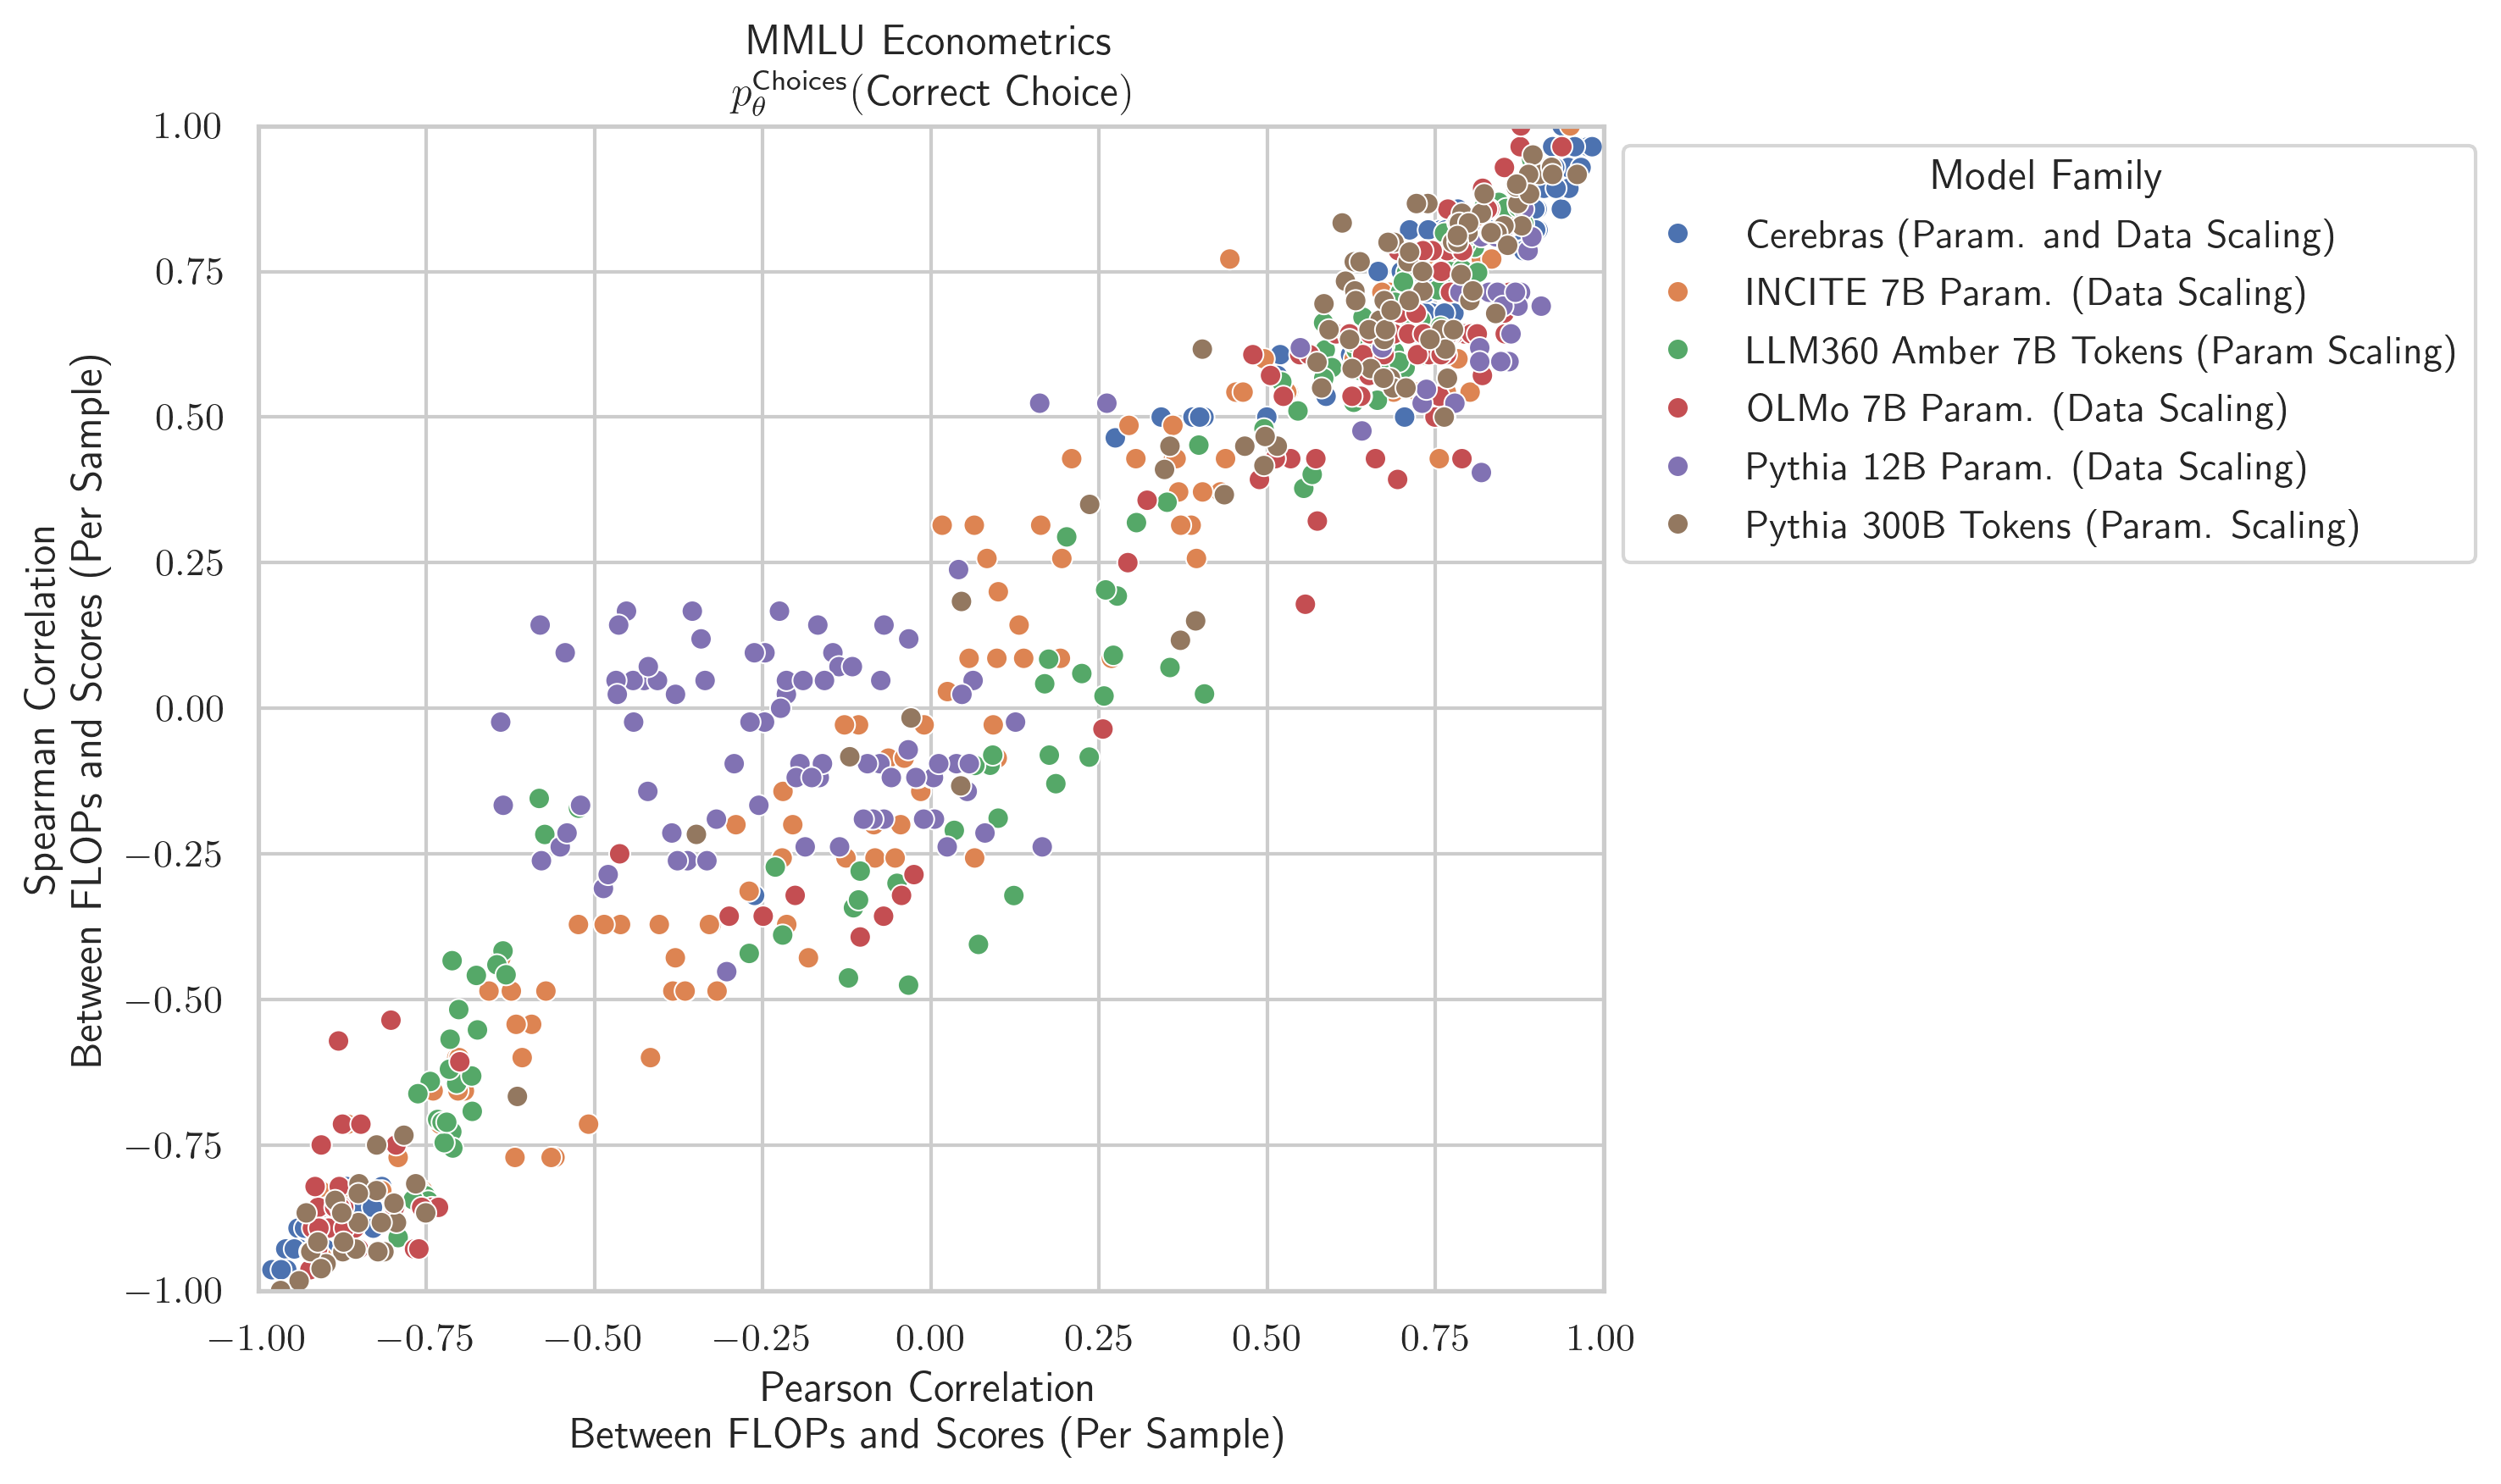 MMLU Econometrics
p_θ^Choices(Correct Choice)
1.00
0.75
0.50
0.25
0.00
−0.25
−0.50
−0.75
−1.00
Spearman Correlation
Between FLOPs and Scores (Per Sample)
−1.00 −0.75 −0.50 −0.25 0.00 0.25 0.50 0.75 1.00
Pearson Correlation
Between FLOPs and Scores (Per Sample)
Model Family
Cerebras (Param. and Data Scaling)
INCITE 7B Param. (Data Scaling)
LLM360 Amber 7B Tokens (Param Scaling)
OLMo 7B Param. (Data Scaling)
Pythia 12B Param. (Data Scaling)
Pythia 300B Tokens (Param. Scaling)